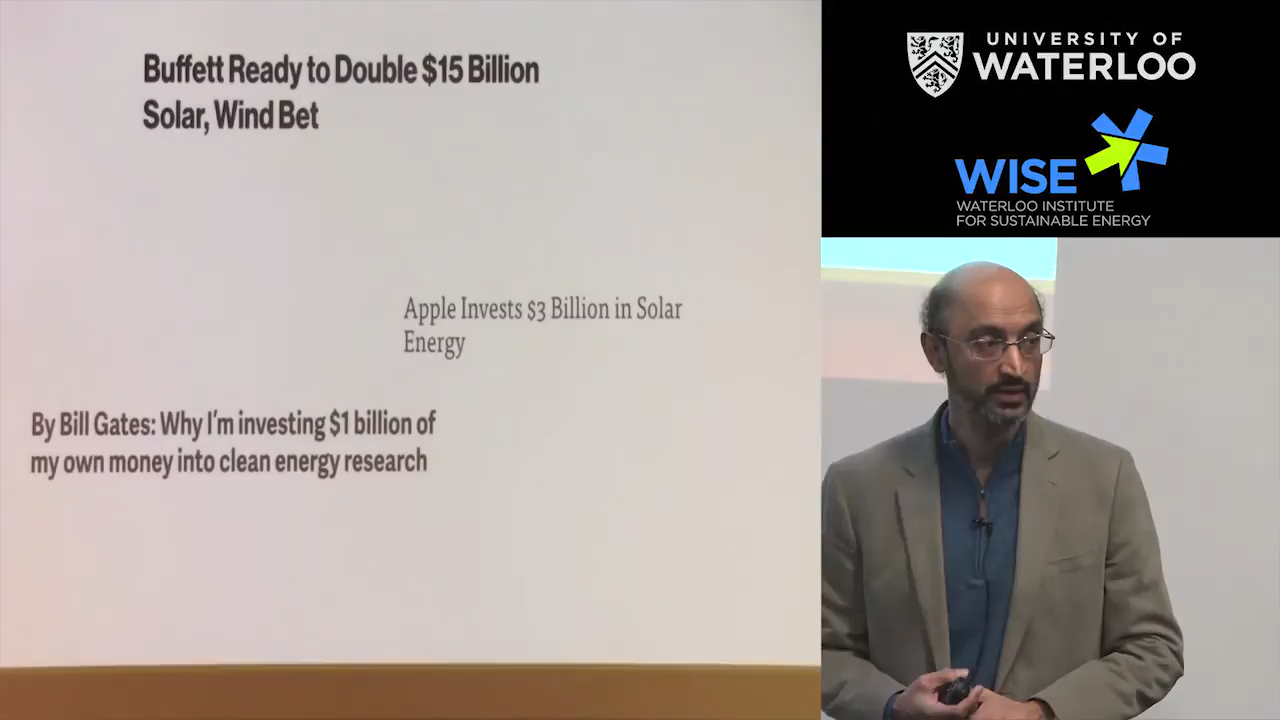 Buffett Ready to Double $15 Billion
Solar, Wind Bet
Apple Invests $3 Billion in Solar
Energy
By Bill Gates: Why I'm investing $1 billion of
my own money into clean energy research
UNIVERSITY OF
WATERLOO
WISE
WATERLOO INSTITUTE
FOR SUSTAINABLE ENERGY